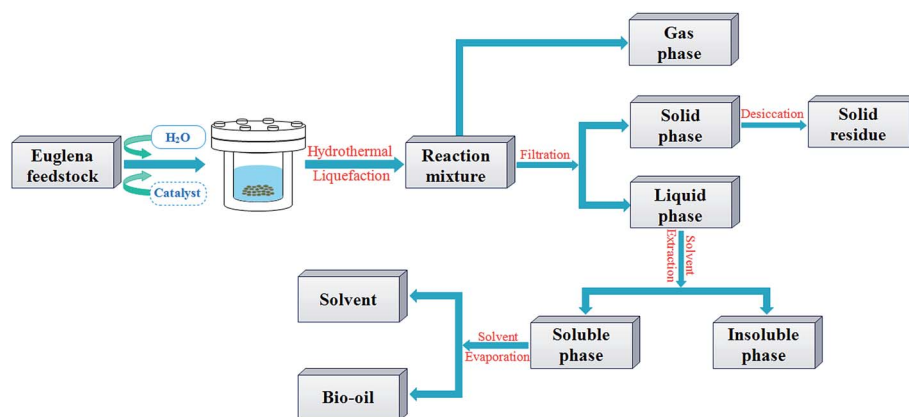 Gas
phase
H₂O
Euglena
feedstock
Catalyst
Hydrothermal
Liquefaction
Reaction
mixture
Filtration
Solid
phase
Desiccation
Solid
residue
Liquid
phase
Solvent
Extraction
Solvent
Solvent
Evaporation
Soluble
phase
Insoluble
phase
Bio-oil